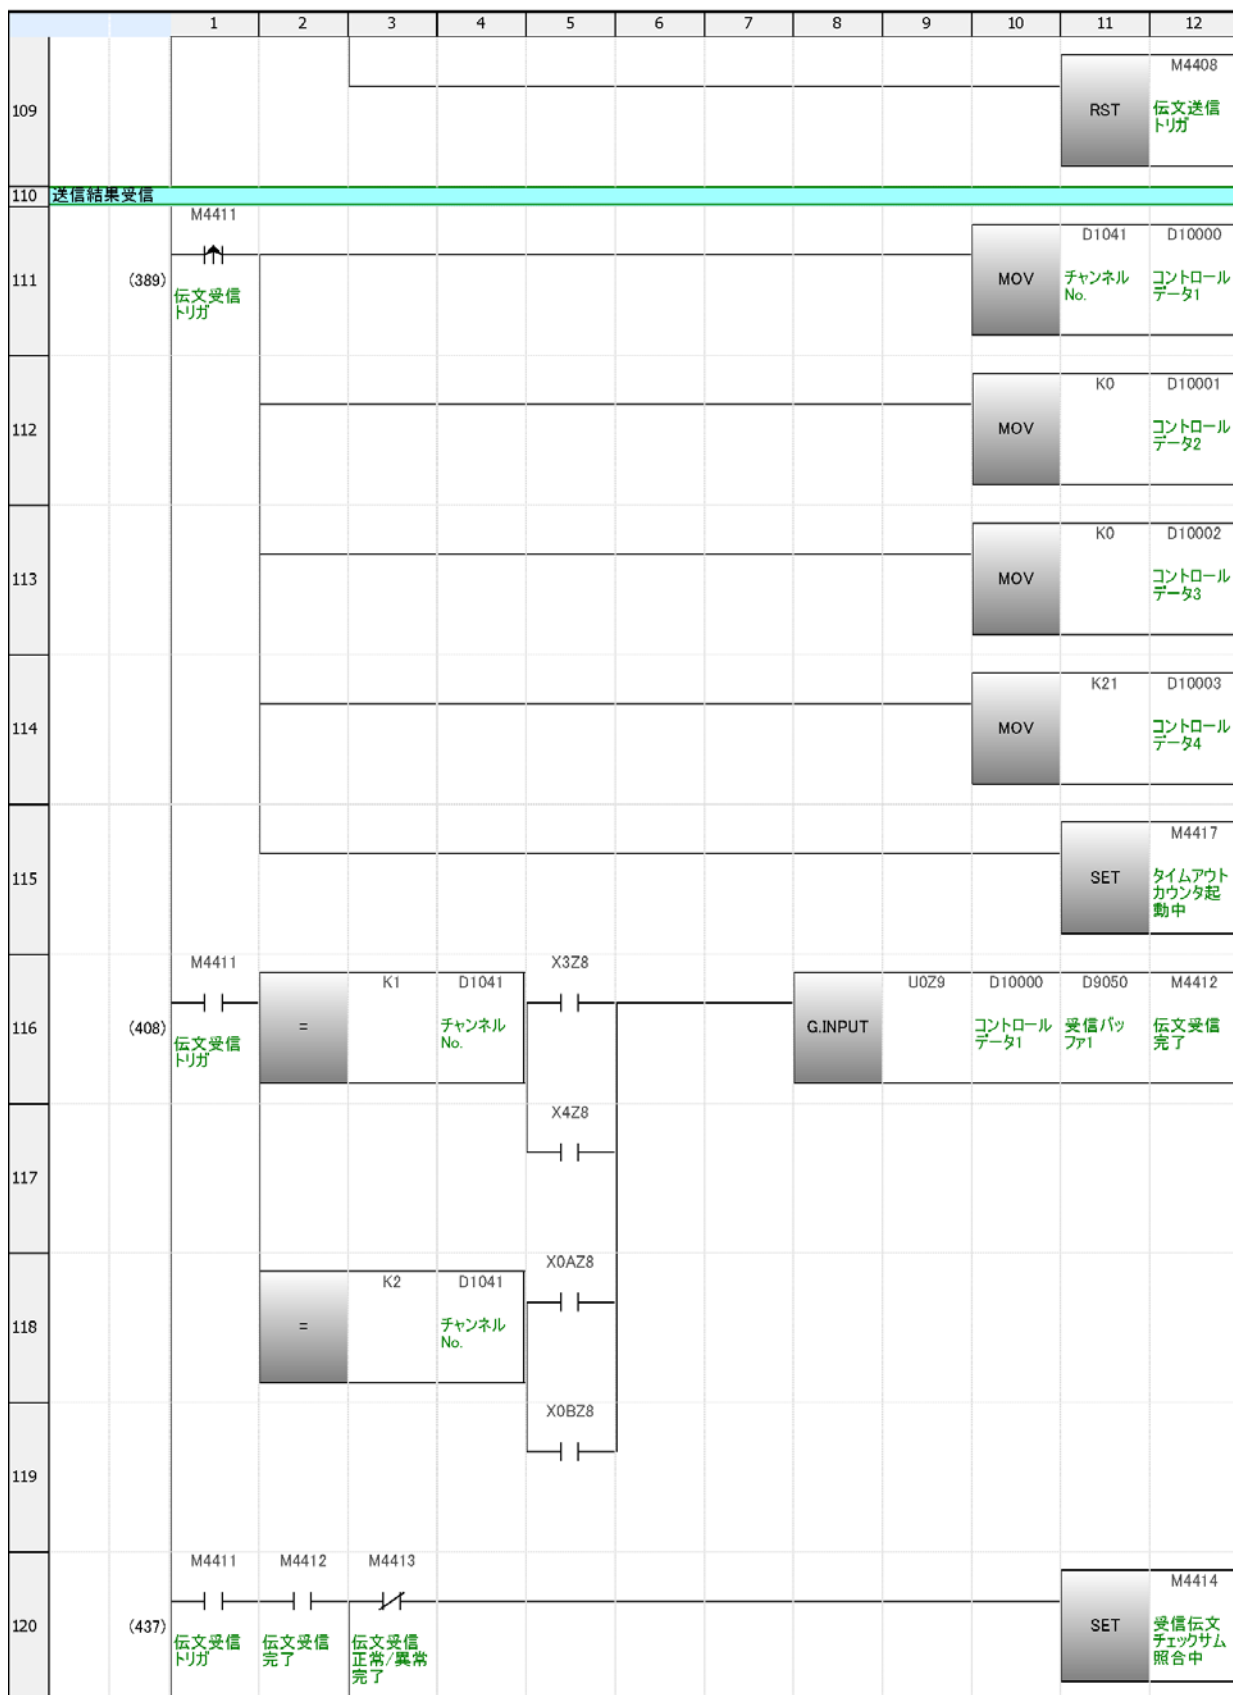 1 2 3 4 5 6 7 8 9 10 11 12
109
M4408
RST
伝文送信
トリガ
110 送信結果受信
M4411
D1041 D10000
111
(389)
伝文受信
トリガ
MOV
チャンネル
No.
コントロール
データ1
K0 D10001
112
MOV
コントロール
データ2
K0 D10002
113
MOV
コントロール
データ3
K21 D10003
114
MOV
コントロール
データ4
M4417
115
SET
タイムアウト
カウンタ起
動中
M4411
K1 D1041
X3Z8
U0Z9 D10000 D9050 M4412
116
(408)
伝文受信
トリガ
=
チャンネル
No.
G.INPUT
コントロール
データ1
受信バッ
ファ1
伝文受信
完了
X4Z8
117
X0AZ8
K2 D1041
118
=
チャンネル
No.
X0BZ8
119
M4411 M4412 M4413
M4414
120
(437)
伝文受信
トリガ
伝文受信
完了
伝文受信
正常/異常
完了
SET
受信伝文
チェックサム
照合中